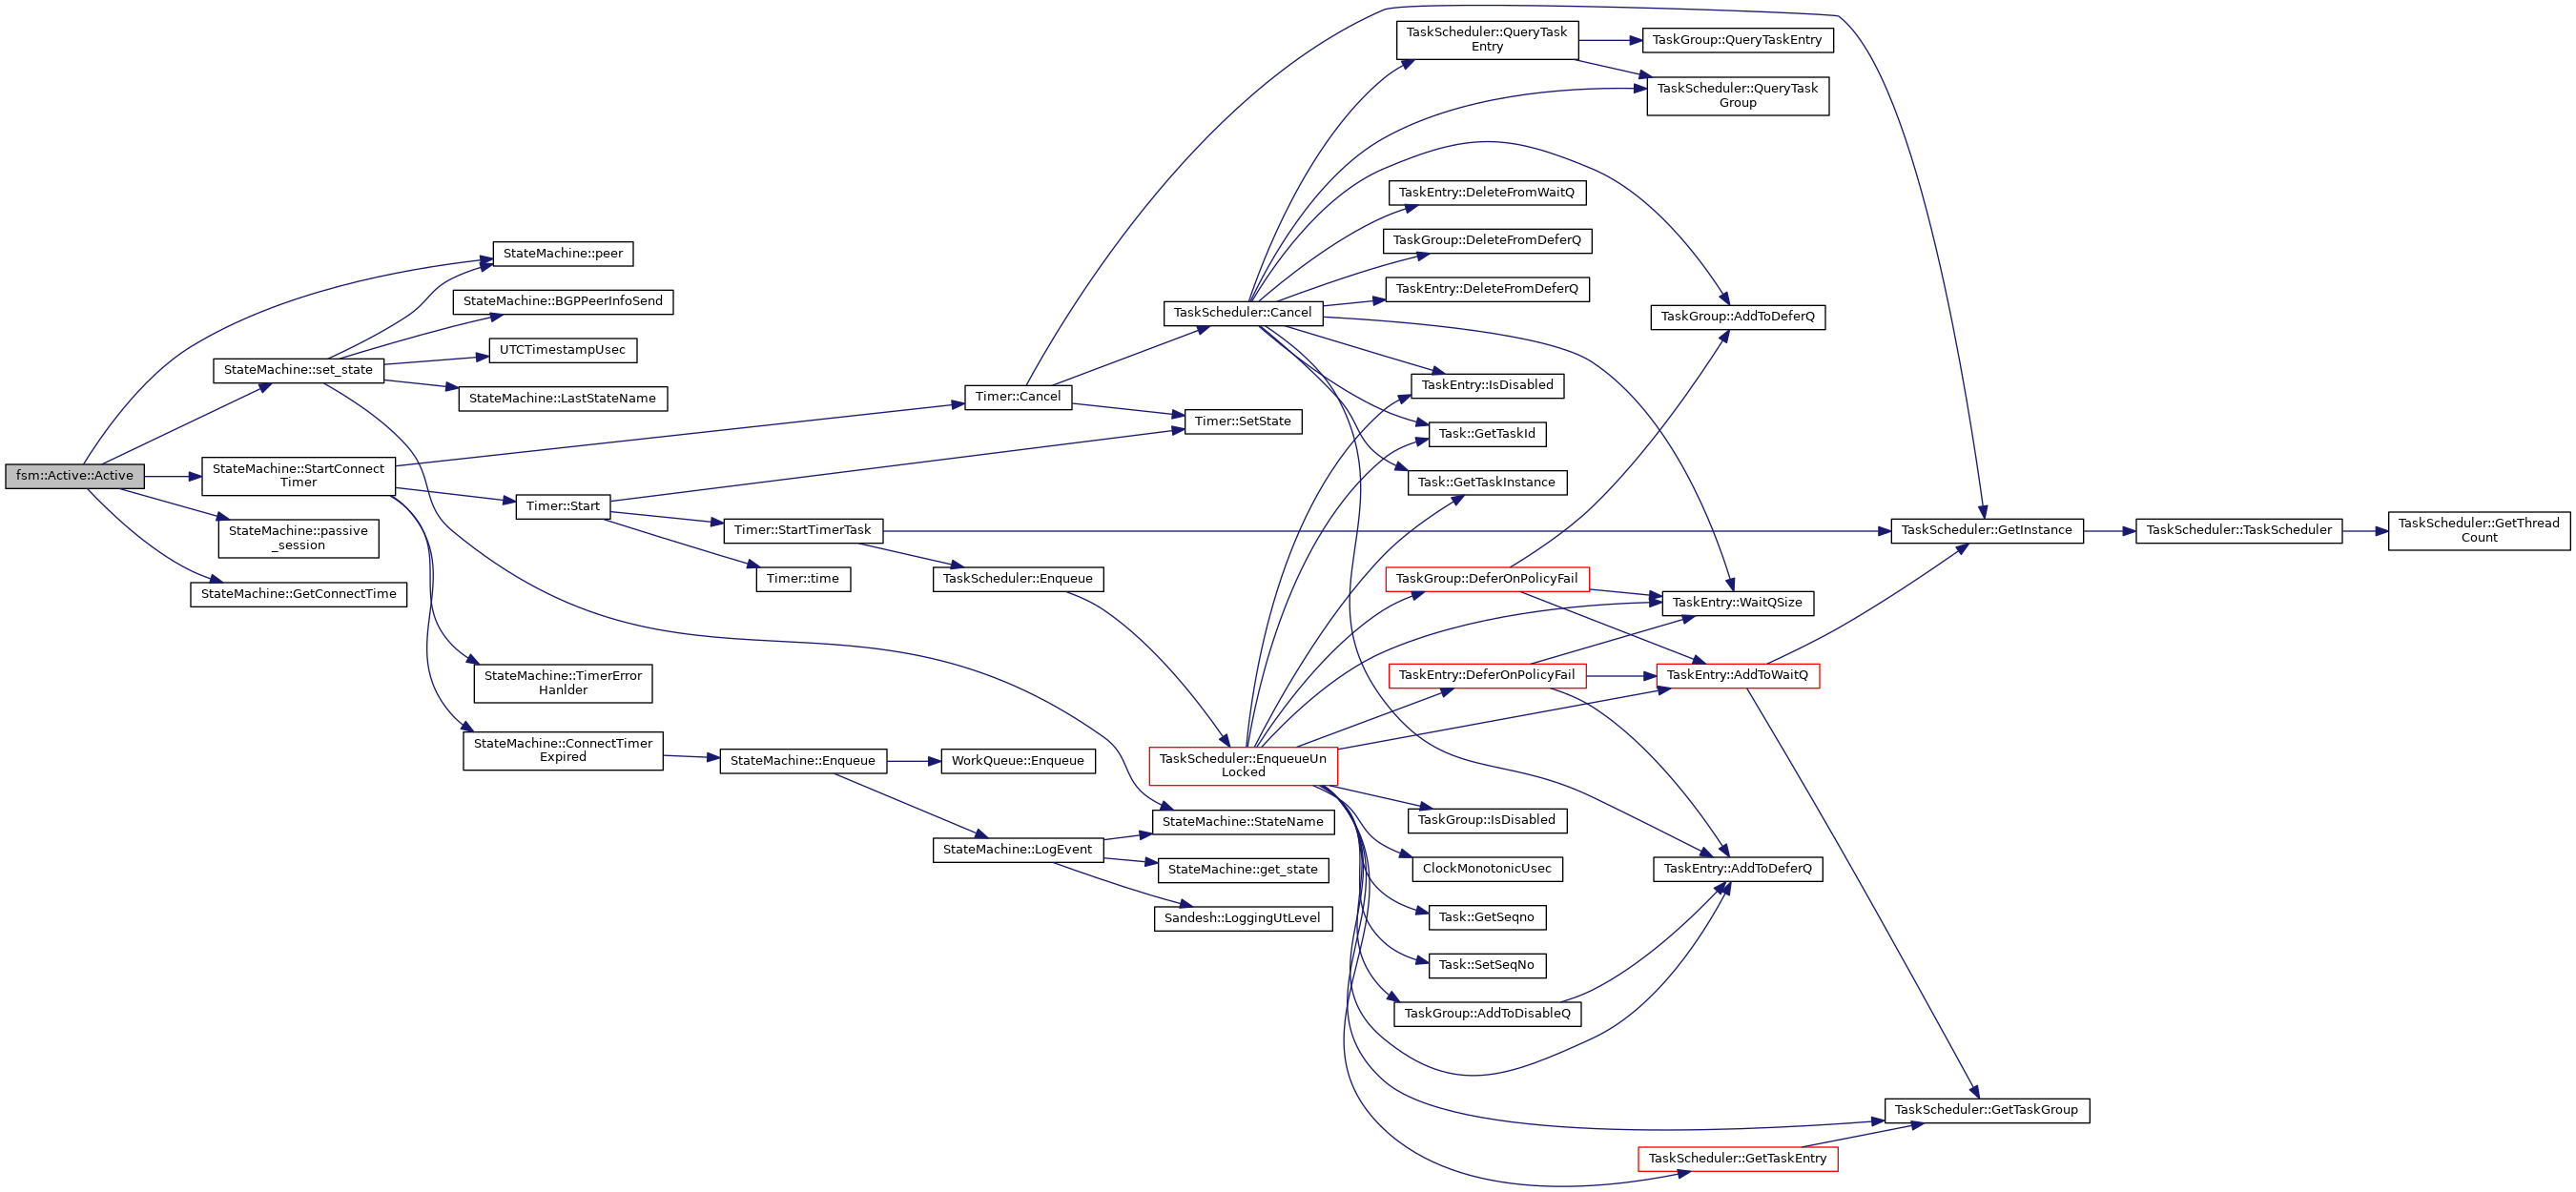 fsm::Active::Active
StateMachine::peer
StateMachine::BGPPeerInfoSend
UTCTimestampUsec
StateMachine::set_state
StateMachine::LastStateName
StateMachine::StartConnect
Timer
StateMachine::passive
_session
StateMachine::GetConnectTime
Timer::Start
Timer::StartTimerTask
Timer::time
StateMachine::TimerError
Hanlder
StateMachine::ConnectTimer
Expired
StateMachine::Enqueue
WorkQueue::Enqueue
StateMachine::LogEvent
Timer::Cancel
TaskScheduler::Enqueue
TaskScheduler::Cancel
Timer::SetState
TaskScheduler::EnqueueUn
Locked
StateMachine::StateName
StateMachine::get_state
Sandesh::LoggingUtLevel
TaskScheduler::QueryTask
Entry
TaskGroup::QueryTaskEntry
TaskScheduler::QueryTask
Group
TaskEntry::DeleteFromWaitQ
TaskGroup::DeleteFromDeferQ
TaskEntry::DeleteFromDeferQ
TaskGroup::AddToDeferQ
TaskEntry::IsDisabled
Task::GetTaskId
Task::GetTaskInstance
TaskGroup::DeferOnPolicyFail
TaskEntry::WaitQSize
TaskEntry::DeferOnPolicyFail
TaskEntry::AddToWaitQ
TaskGroup::IsDisabled
ClockMonotonicUsec
TaskEntry::AddToDeferQ
Task::GetSeqno
Task::SetSeqNo
TaskGroup::AddToDisableQ
TaskScheduler::GetInstance
TaskScheduler::TaskScheduler
TaskScheduler::GetThread
Count
TaskScheduler::GetTaskGroup
TaskScheduler::GetTaskEntry